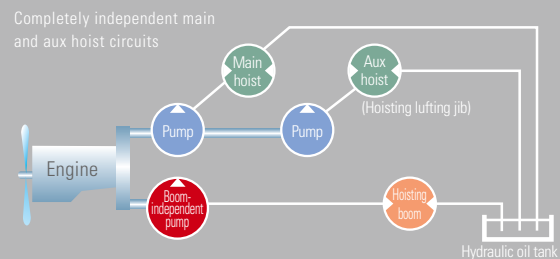 Completely independent main
and aux hoist circuits
Main
hoist
Aux
hoist
(Hoisting lufting jib)
Pump
Pump
Engine
Boom-
independent
pump
Hoisting
boom
Hydraulic oil tank